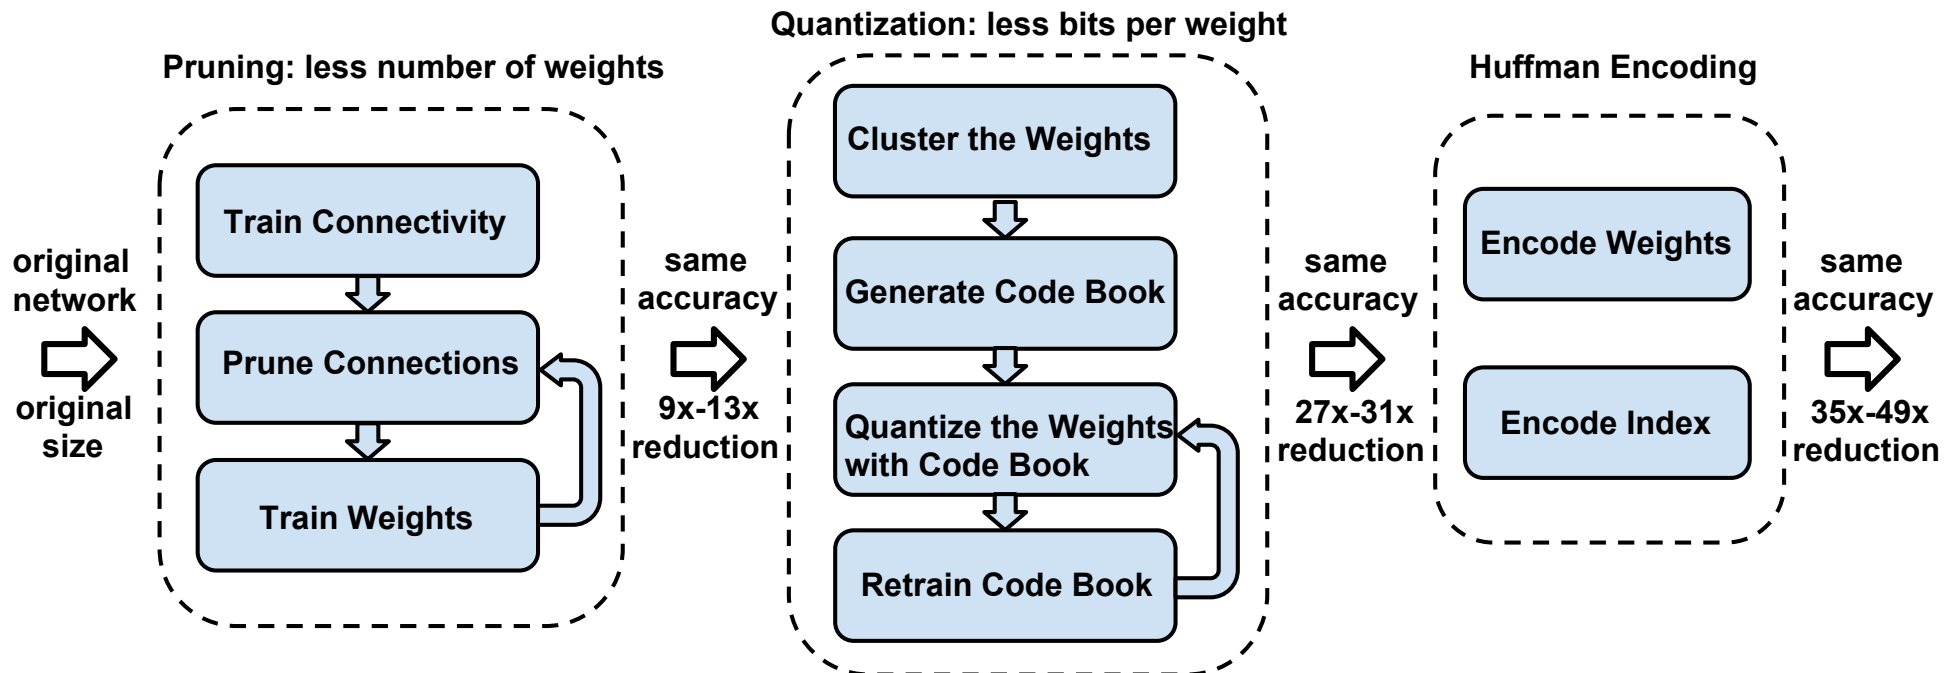 original
network
original
size
Pruning: less number of weights
Train Connectivity
Prune Connections
Train Weights
same
accuracy
9x-13x
reduction
Quantization: less bits per weight
Cluster the Weights
Generate Code Book
Quantize the Weights
with Code Book
Retrain Code Book
same
accuracy
27x-31x
reduction
Huffman Encoding
Encode Weights
Encode Index
same
accuracy
35x-49x
reduction